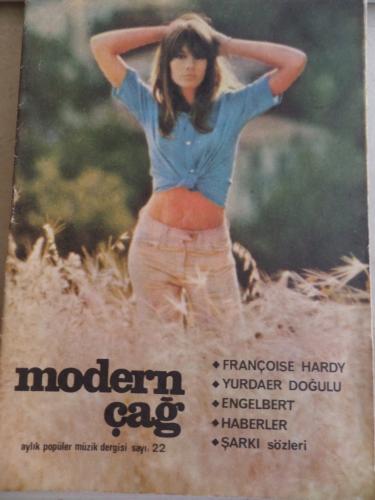 modern
çağ
aylık popüler müzik dergisi sayı: 22
◆ FRANÇOISE HARDY
◆ YURDAER DOĞULU
◆ ENGELBERT
◆ HABERLER
◆ ŞARKI sözleri